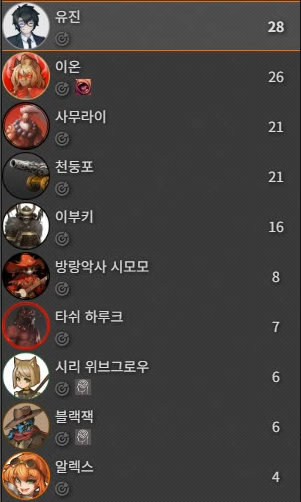 유진 28
이온 26
사무라이 21
천둥포 21
이부키 16
방랑악사 시모모 8
타쉬 하루크 7
시리 위브그로우 6
블랙잭 6
알렉스 4